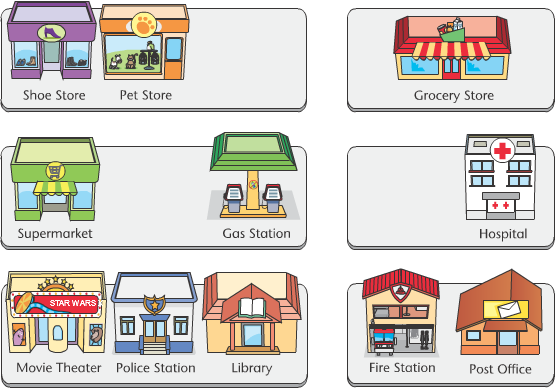 Shoe Store Pet Store Grocery Store
Supermarket Gas Station Hospital
STAR WARS
Movie Theater Police Station Library Fire Station Post Office